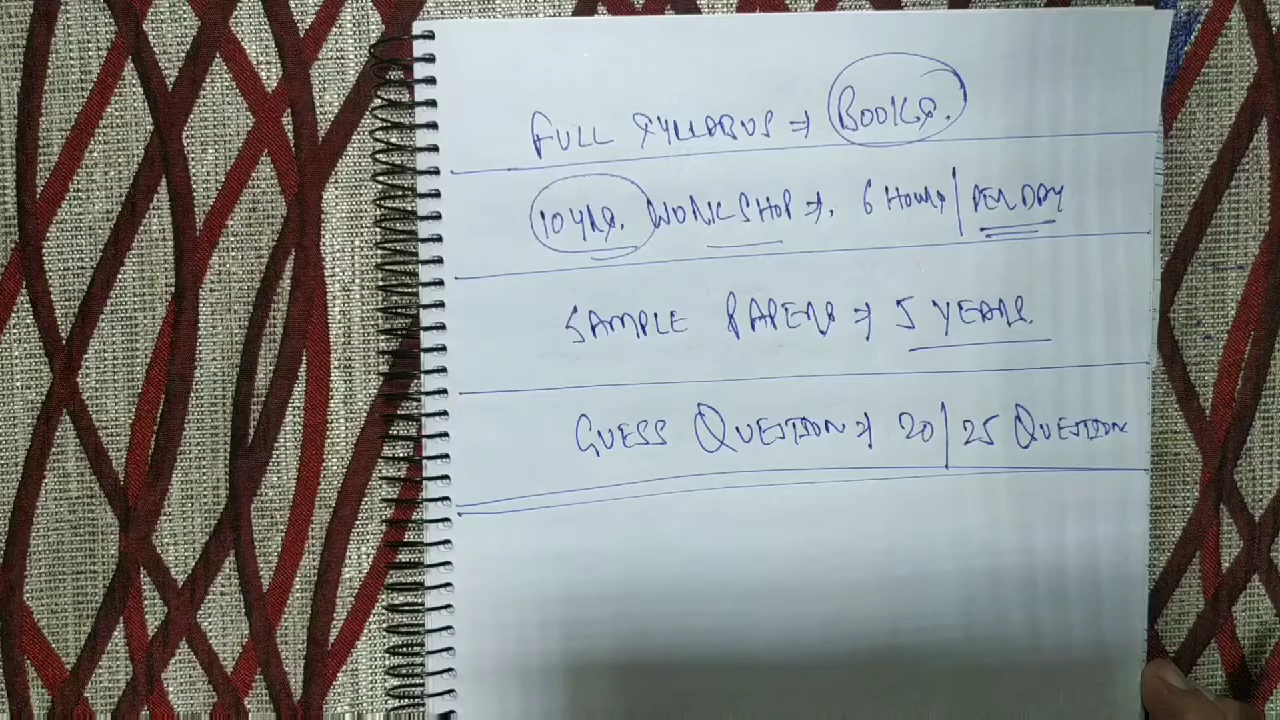 FULL SYLLABUS ⇒ BOOKS.
10 YRS. WORKSHOP ⇒. 6 HOURS | PER DAY
SAMPLE PAPERS ⇒ 5 YEARS.
GUESS QUESTION ⇒ 20 | 25 QUESTION